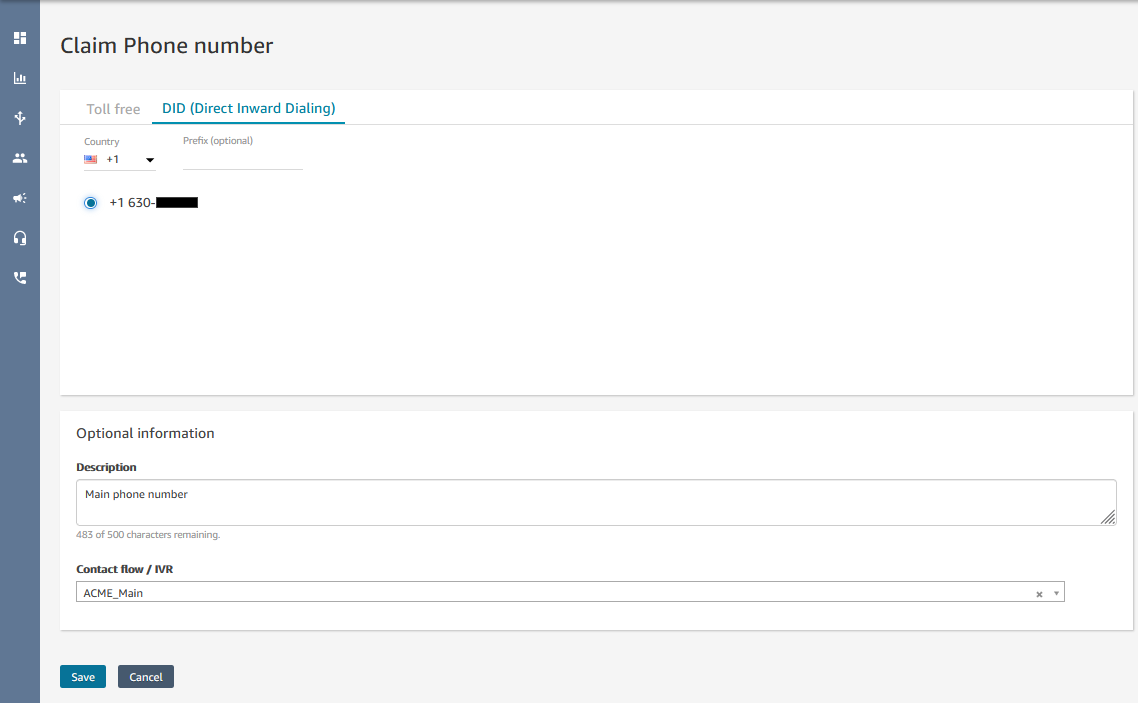 Claim Phone number
Toll free DID (Direct Inward Dialing)
Country Prefix (optional)
+1
+1 630-
Optional information
Description
Main phone number
483 of 500 characters remaining.
Contact flow / IVR
ACME_Main
Save Cancel